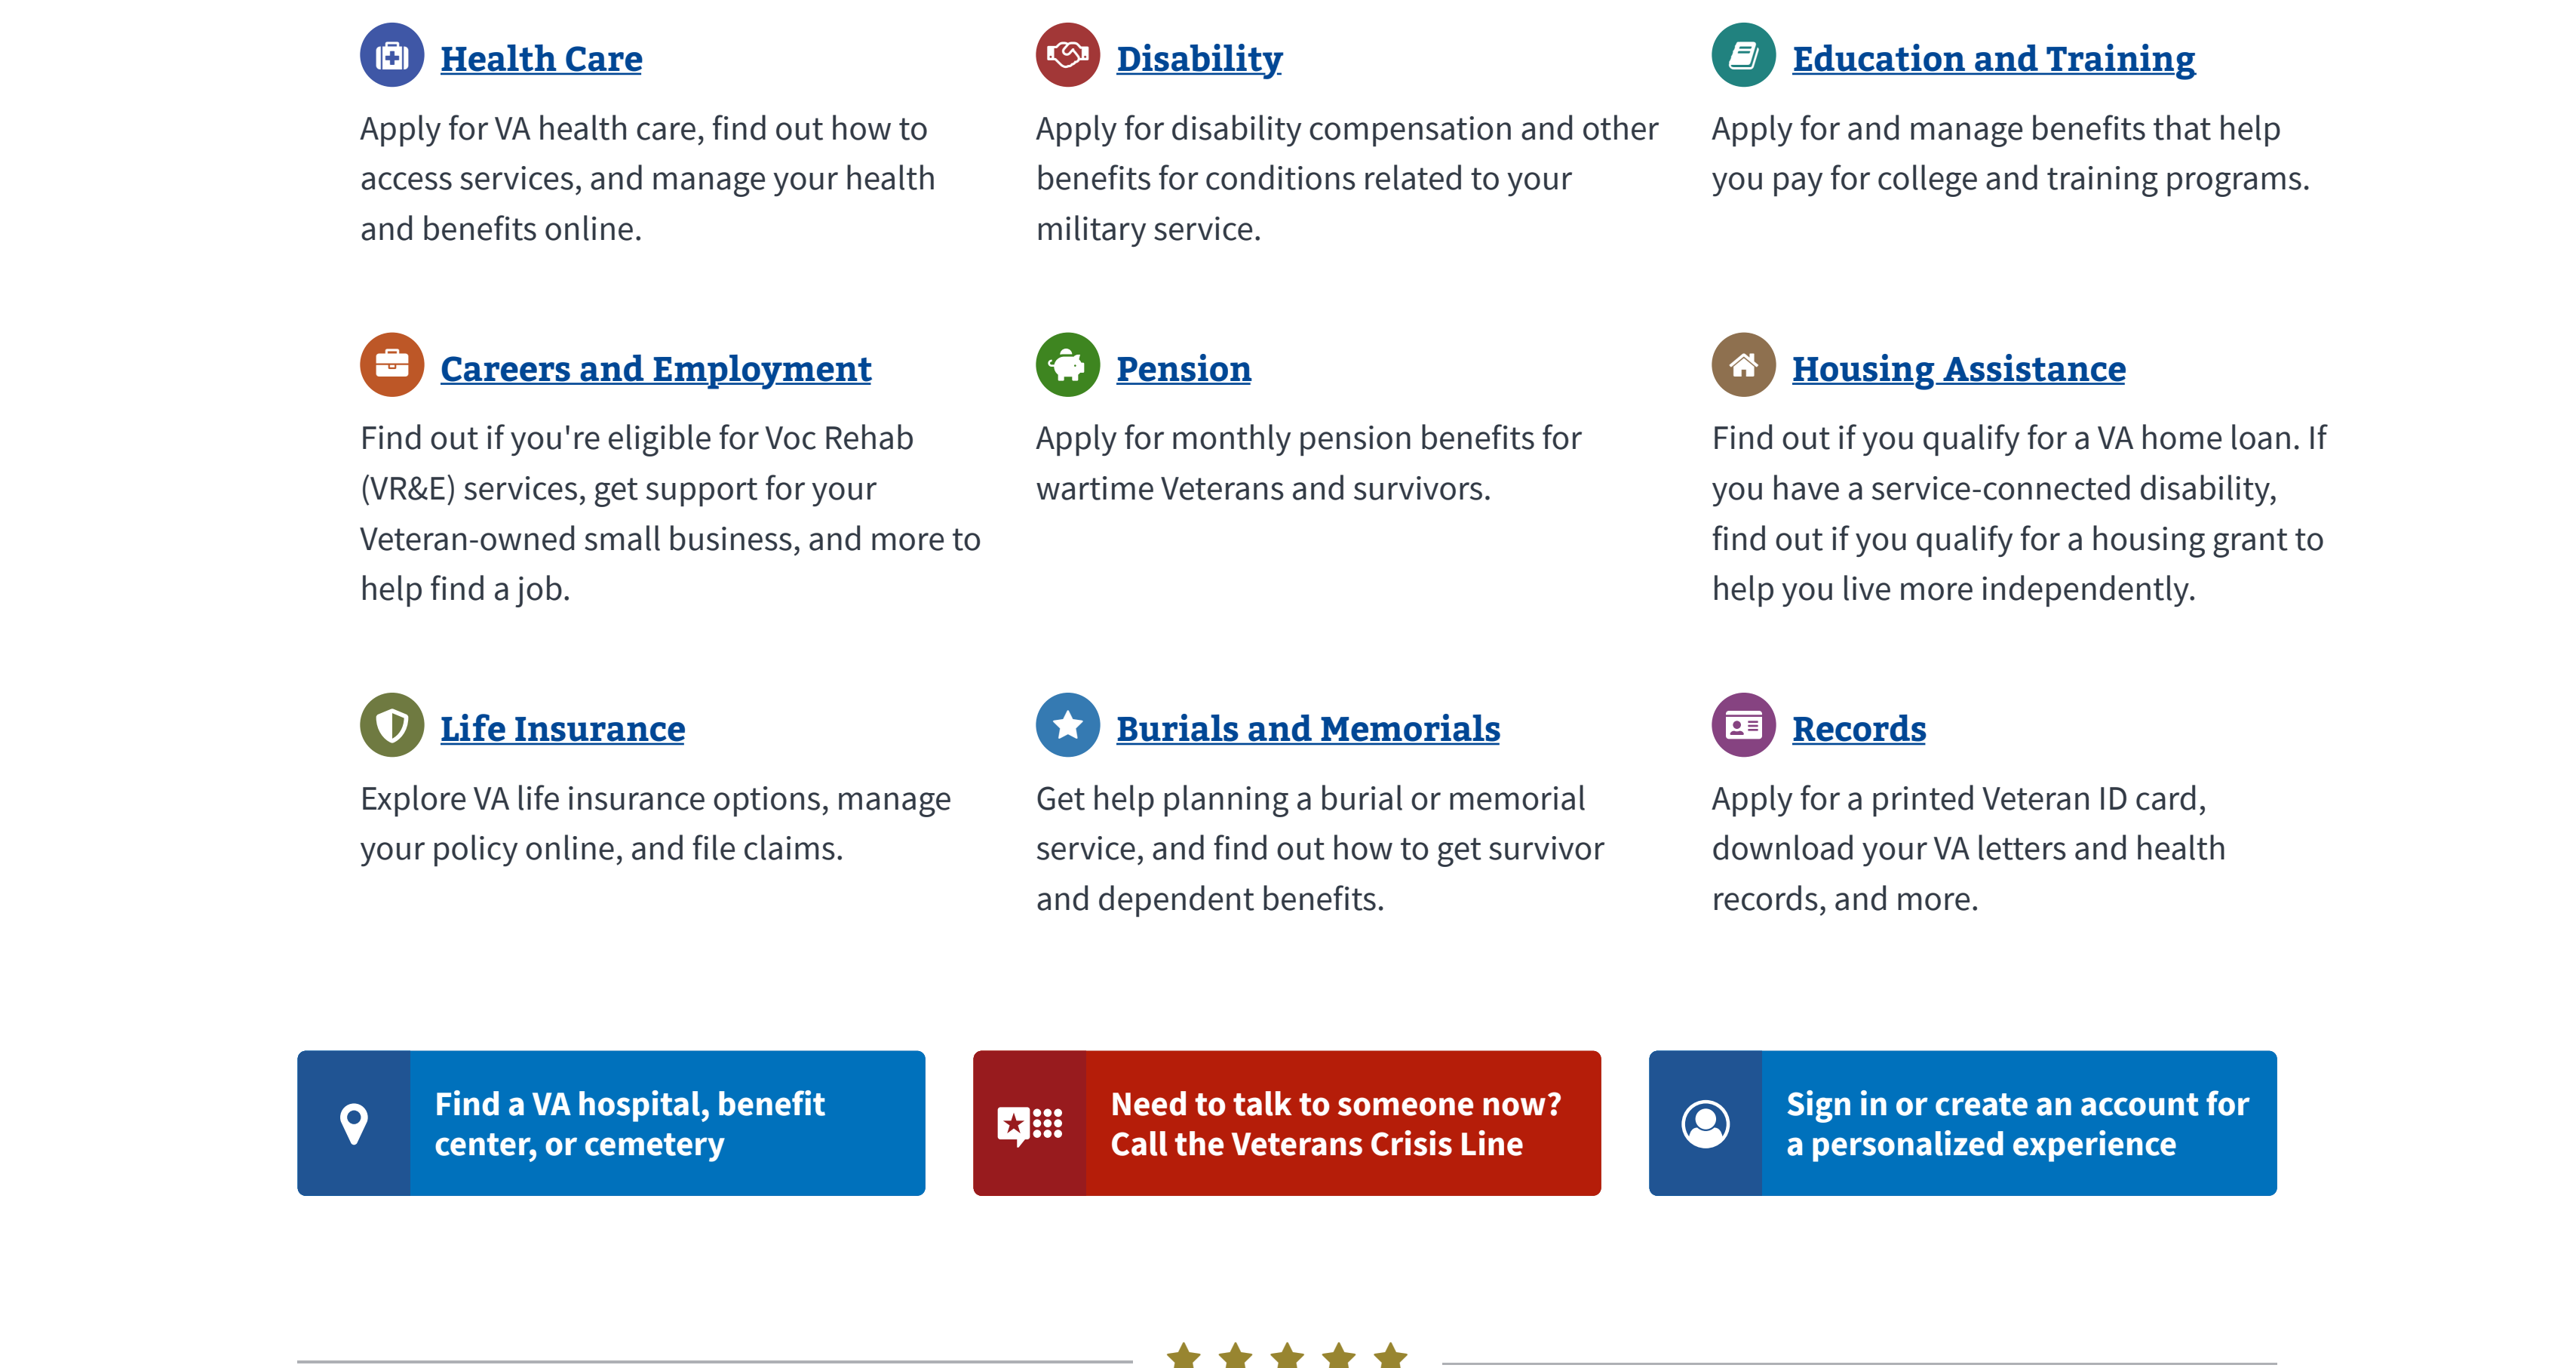 Health Care
Apply for VA health care, find out how to
access services, and manage your health
and benefits online.
Disability
Apply for disability compensation and other
benefits for conditions related to your
military service.
Education and Training
Apply for and manage benefits that help
you pay for college and training programs.
Careers and Employment
Find out if you're eligible for Voc Rehab
(VR&E) services, get support for your
Veteran-owned small business, and more to
help find a job.
Pension
Apply for monthly pension benefits for
wartime Veterans and survivors.
Housing Assistance
Find out if you qualify for a VA home loan. If
you have a service-connected disability,
find out if you qualify for a housing grant to
help you live more independently.
Life Insurance
Explore VA life insurance options, manage
your policy online, and file claims.
Burials and Memorials
Get help planning a burial or memorial
service, and find out how to get survivor
and dependent benefits.
Records
Apply for a printed Veteran ID card,
download your VA letters and health
records, and more.
Find a VA hospital, benefit
center, or cemetery
Need to talk to someone now?
Call the Veterans Crisis Line
Sign in or create an account for
a personalized experience